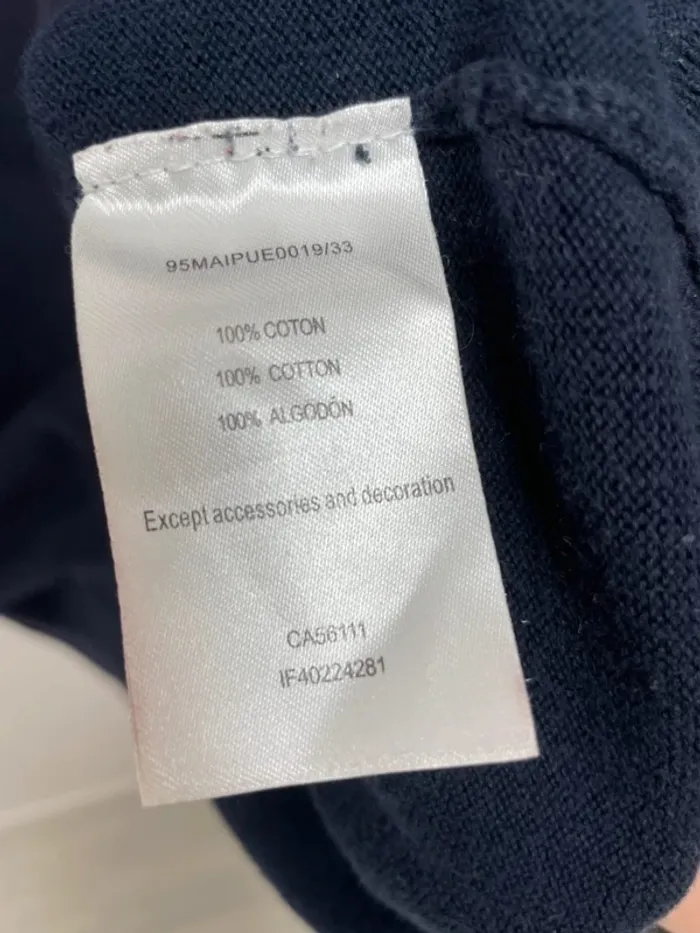 95MAIPUE0019/33
100% COTON
100% COTTON
100% ALGODÓN
Except accessories and decoration
CA56111
IF40224281